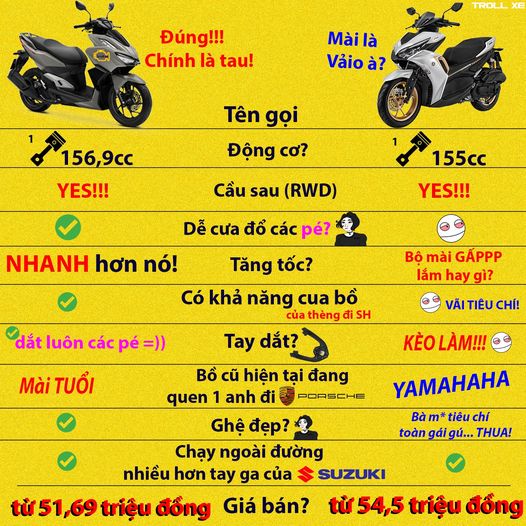 TROLL XE
Đúng!!!
Chính là tau!
Mài là
Vảio à?
Tên gọi
1
156,9cc
Động cơ?
1
155cc
YES!!!
Cầu sau (RWD)
YES!!!
Dễ cưa đổ các pé?
NHANH hơn nó!
Tăng tốc?
Bộ mài GẤPPP
lắm hay gì?
Có khả năng cua bồ
của thèng đi SH
VÃI TIÊU CHÍ!
dắt luôn các pé =))
Tay dắt?
KÈO LÀM!!!
Mài TUỔI
Bồ cũ hiện tại đang
quen 1 anh đi PORSCHE
YAMAHAHA
Ghệ đẹp?
Bà m* tiêu chí
toàn gái gú... THUA!
Chạy ngoài đường
nhiều hơn tay ga của SUZUKI
từ 51,69 triệu đồng
Giá bán?
từ 54,5 triệu đồng